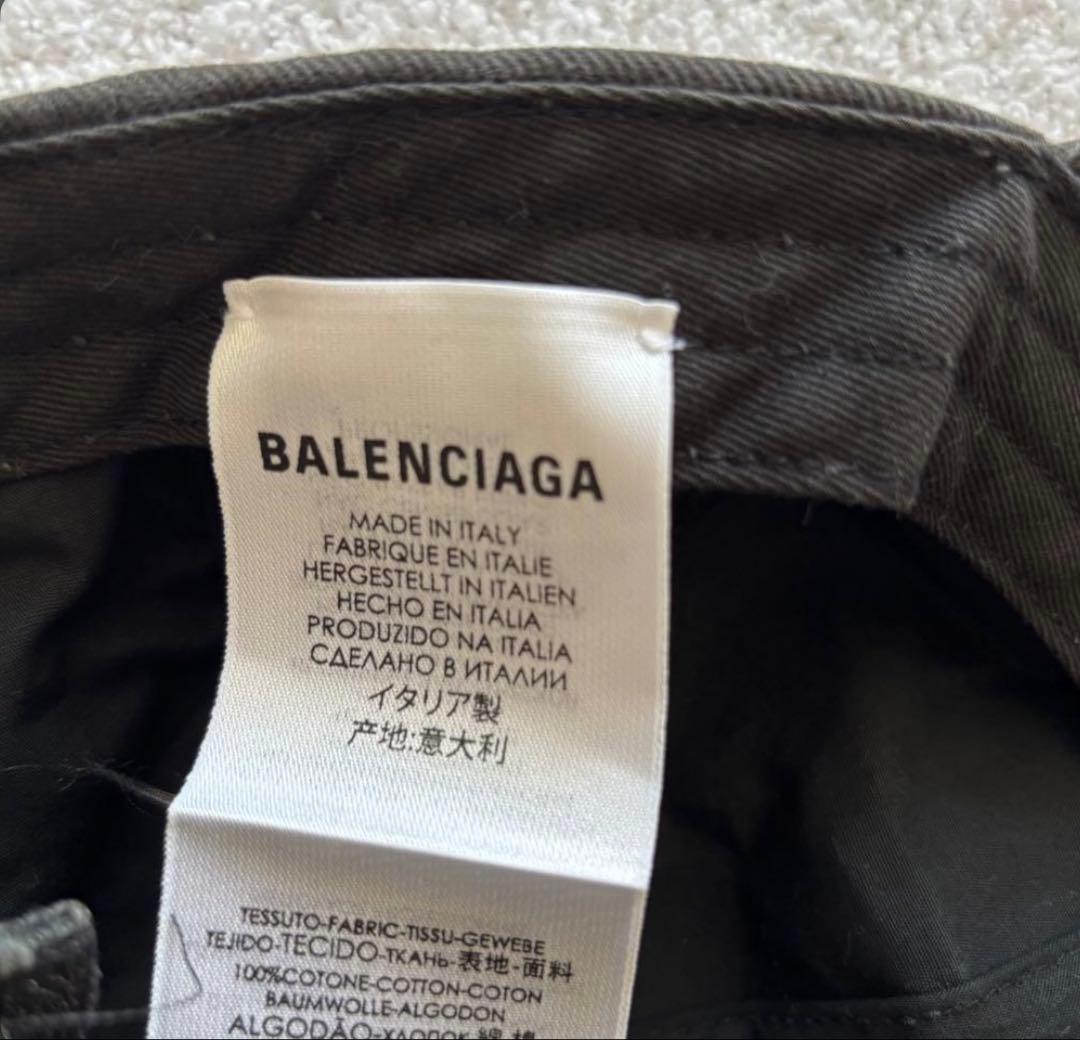 BALENCIAGA
MADE IN ITALY
FABRIQUE EN ITALIE
HERGESTELLT IN ITALIEN
HECHO EN ITALIA
PRODUZIDO NA ITALIA
СДЕЛАНО В ИТАЛИИ
イタリア製
产地:意大利
TESSUTO-FABRIC-TISSU-GEWEBE
TEJIDO-TECIDO-ТКАНЬ-表地-面料
100%COTONE-COTTON-COTON
BAUMWOLLE-ALGODON
ALGODÃO-ХЛОПОК